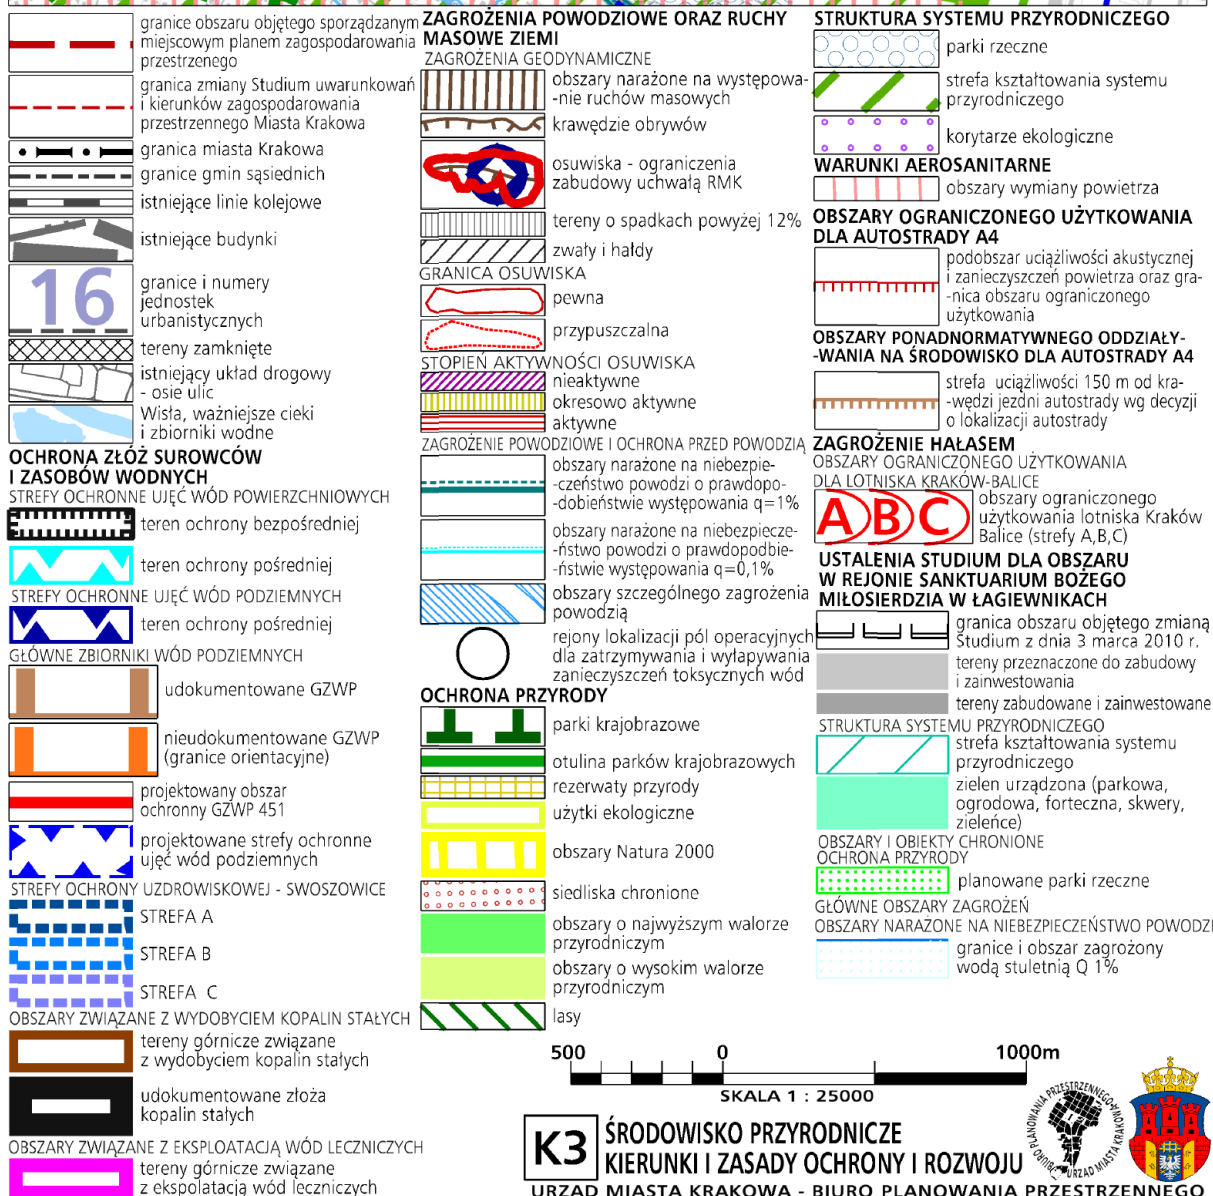 granice obszaru objętego sporządzanym
miejscowym planem zagospodarowania
przestrzenego
granica zmiany Studium uwarunkowań
i kierunków zagospodarowania
przestrzennego Miasta Krakowa
granica miasta Krakowa
granice gmin sąsiednich
istniejące linie kolejowe
istniejące budynki
16
granice i numery
jednostek
urbanistycznych
tereny zamknięte
istniejący układ drogowy
- osie ulic
Wisła, ważniejsze cieki
i zbiorniki wodne
OCHRONA ZŁÓŻ SUROWCÓW
I ZASOBÓW WODNYCH
STREFY OCHRONNE UJĘĆ WÓD POWIERZCHNIOWYCH
teren ochrony bezpośredniej
teren ochrony pośredniej
STREFY OCHRONNE UJĘĆ WÓD PODZIEMNYCH
teren ochrony pośredniej
GŁÓWNE ZBIORNIKI WÓD PODZIEMNYCH
udokumentowane GZWP
nieudokumentowane GZWP
(granice orientacyjne)
projektowany obszar
ochronny GZWP 451
projektowane strefy ochronne
ujęć wód podziemnych
STREFY OCHRONY UZDROWISKOWEJ - SWOSZOWICE
STREFA A
STREFA B
STREFA C
OBSZARY ZWIĄZANE Z WYDOBYCIEM KOPALIN STAŁYCH
tereny górnicze związane
z wydobyciem kopalin stałych
udokumentowane złoża
kopalin stałych
OBSZARY ZWIĄZANE Z EKSPLOATACJĄ WÓD LECZNICZYCH
tereny górnicze związane
z ekspolatacją wód leczniczych
ZAGROŻENIA POWODZIOWE ORAZ RUCHY
MASOWE ZIEMI
ZAGROŻENIA GEODYNAMICZNE
obszary narażone na występowa-
-nie ruchów masowych
krawędzie obrywów
osuwiska - ograniczenia
zabudowy uchwałą RMK
tereny o spadkach powyżej 12%
zwały i hałdy
GRANICA OSUWISKA
pewna
przypuszczalna
STOPIEŃ AKTYWNOŚCI OSUWISKA
nieaktywne
okresowo aktywne
aktywne
ZAGROŻENIE POWODZIOWE I OCHRONA PRZED POWODZIĄ
obszary narażone na niebezpie-
-czeństwo powodzi o prawdopo-
-dobieństwie występowania q=1%
obszary narażone na niebezpiecze-
-ństwo powodzi o prawdopodbie-
-ństwie występowania q=0,1%
obszary szczególnego zagrożenia
powodzią
rejony lokalizacji pól operacyjnych
dla zatrzymywania i wyłapywania
zanieczyszczeń toksycznych wód
OCHRONA PRZYRODY
parki krajobrazowe
otulina parków krajobrazowych
rezerwaty przyrody
użytki ekologiczne
obszary Natura 2000
siedliska chronione
obszary o najwyższym walorze
przyrodniczym
obszary o wysokim walorze
przyrodniczym
lasy
STRUKTURA SYSTEMU PRZYRODNICZEGO
parki rzeczne
strefa kształtowania systemu
przyrodniczego
korytarze ekologiczne
WARUNKI AEROSANITARNE
obszary wymiany powietrza
OBSZARY OGRANICZONEGO UŻYTKOWANIA
DLA AUTOSTRADY A4
podobszar uciążliwości akustycznej
i zanieczyszczeń powietrza oraz gra-
-nica obszaru ograniczonego
użytkowania
OBSZARY PONADNORMATYWNEGO ODDZIAŁY-
-WANIA NA ŚRODOWISKO DLA AUTOSTRADY A4
strefa uciążliwości 150 m od kra-
-wędzi jezdni autostrady wg decyzji
o lokalizacji autostrady
ZAGROŻENIE HAŁASEM
OBSZARY OGRANICZONEGO UŻYTKOWANIA
DLA LOTNISKA KRAKÓW-BALICE
A B C
obszary ograniczonego
użytkowania lotniska Kraków
Balice (strefy A,B,C)
USTALENIA STUDIUM DLA OBSZARU
W REJONIE SANKTUARIUM BOŻEGO
MIŁOSIERDZIA W ŁAGIEWNIKACH
granica obszaru objętego zmianą
Studium z dnia 3 marca 2010 r.
tereny przeznaczone do zabudowy
i zainwestowania
tereny zabudowane i zainwestowane
STRUKTURA SYSTEMU PRZYRODNICZEGO
strefa kształtowania systemu
przyrodniczego
zielen urządzona (parkowa,
ogrodowa, forteczna, skwery,
zieleńce)
OBSZARY I OBIEKTY CHRONIONE
OCHRONA PRZYRODY
planowane parki rzeczne
GŁÓWNE OBSZARY ZAGROŻEŃ
OBSZARY NARAŻONE NA NIEBEZPIECZEŃSTWO POWODZI
granice i obszar zagrożony
wodą stuletnią Q 1%
500 0 1000m
SKALA 1 : 25000
K3
ŚRODOWISKO PRZYRODNICZE
KIERUNKI I ZASADY OCHRONY I ROZWOJU
URZĄD MIASTA KRAKOWA - BIURO PLANOWANIA PRZESTRZENNEGO
BIURO PLANOWANIA PRZESTRZENNEGO
URZĄD MIASTA KRAKOWA